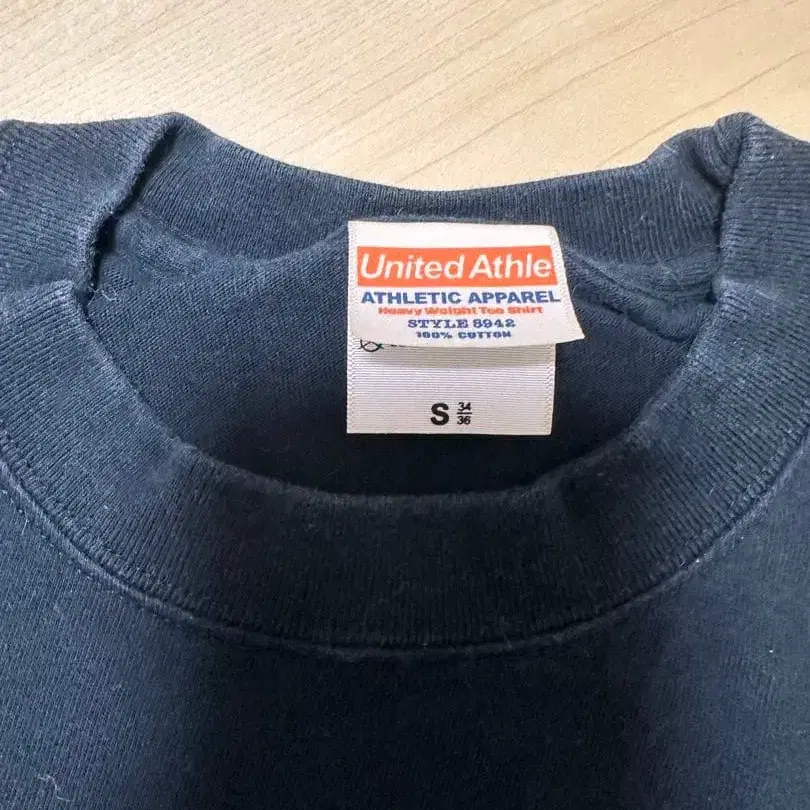 United Athle
ATHLETIC APPAREL
Heavy Weight Tee Shirt
STYLE 5942
100% COTTON
S 34/36